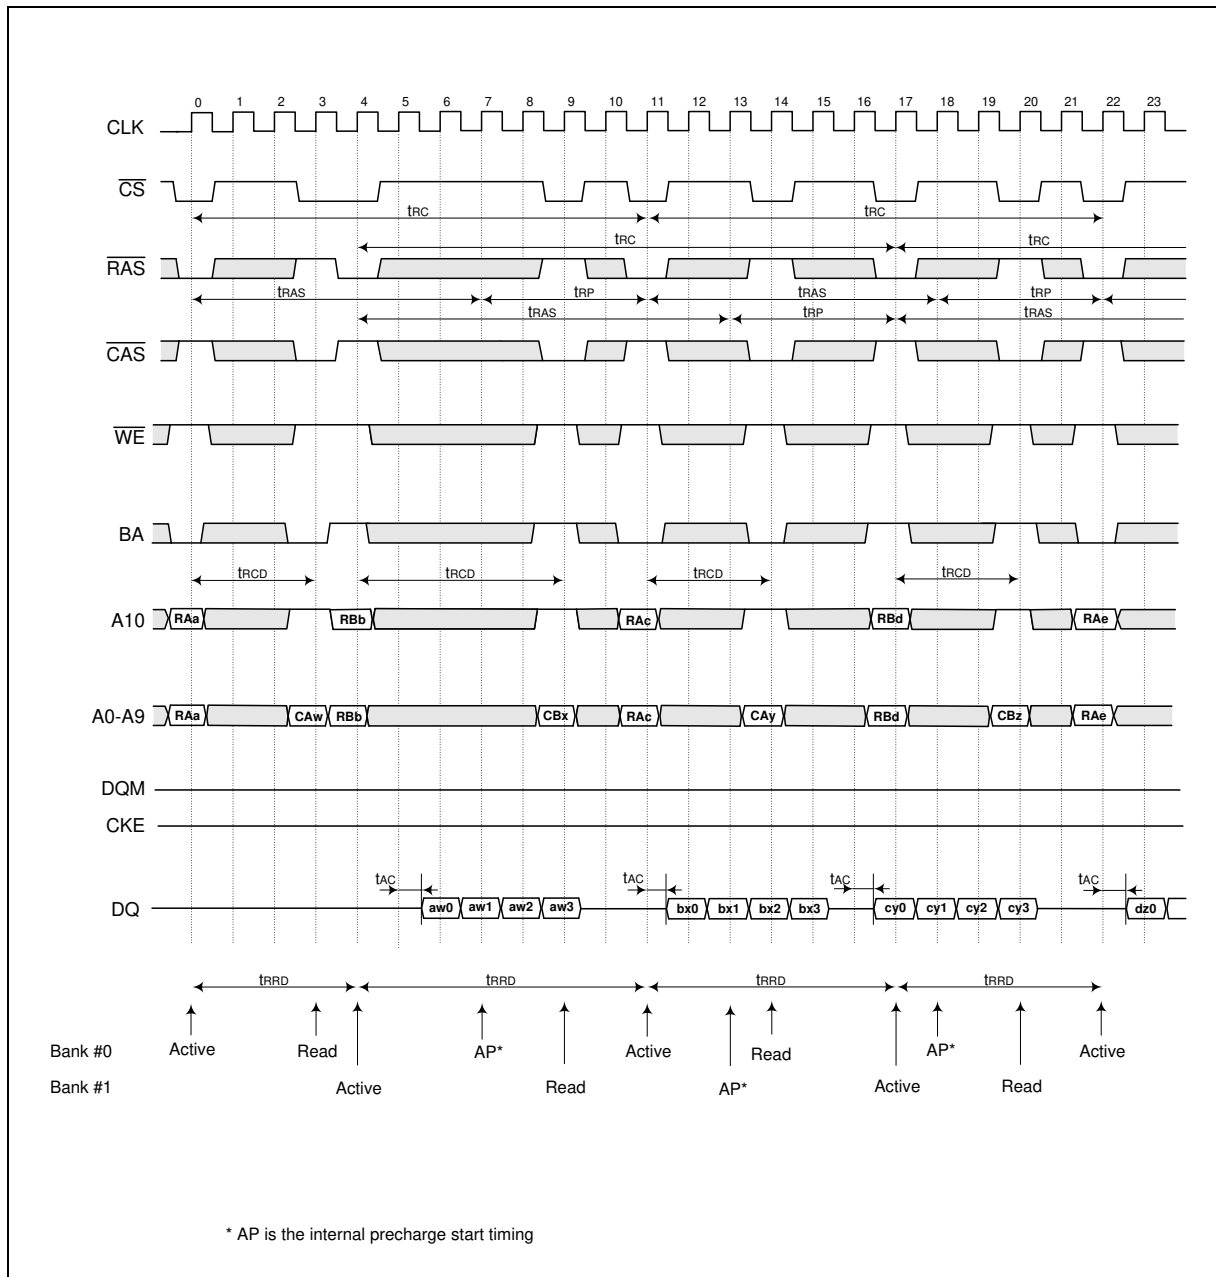 0 1 2 3 4 5 6 7 8 9 10 11 12 13 14 15 16 17 18 19 20 21 22 23
CLK
CS
tRC tRC
tRC tRC
RAS
tRAS tRP tRAS tRP
tRAS tRP tRAS
CAS
WE
BA
tRCD tRCD tRCD tRCD
A10 RAa RBb RAc RBd RAe
A0-A9 RAa CAw RBb CBx RAc CAy RBd CBz RAe
DQM
CKE
tAC tAC tAC tAC
DQ aw0 aw1 aw2 aw3 bx0 bx1 bx2 bx3 cy0 cy1 cy2 cy3 dz0
tRRD tRRD tRRD tRRD
Bank #0 Active Read AP* Active Read AP* Active
Bank #1 Active Read AP* Active Read
* AP is the internal precharge start timing